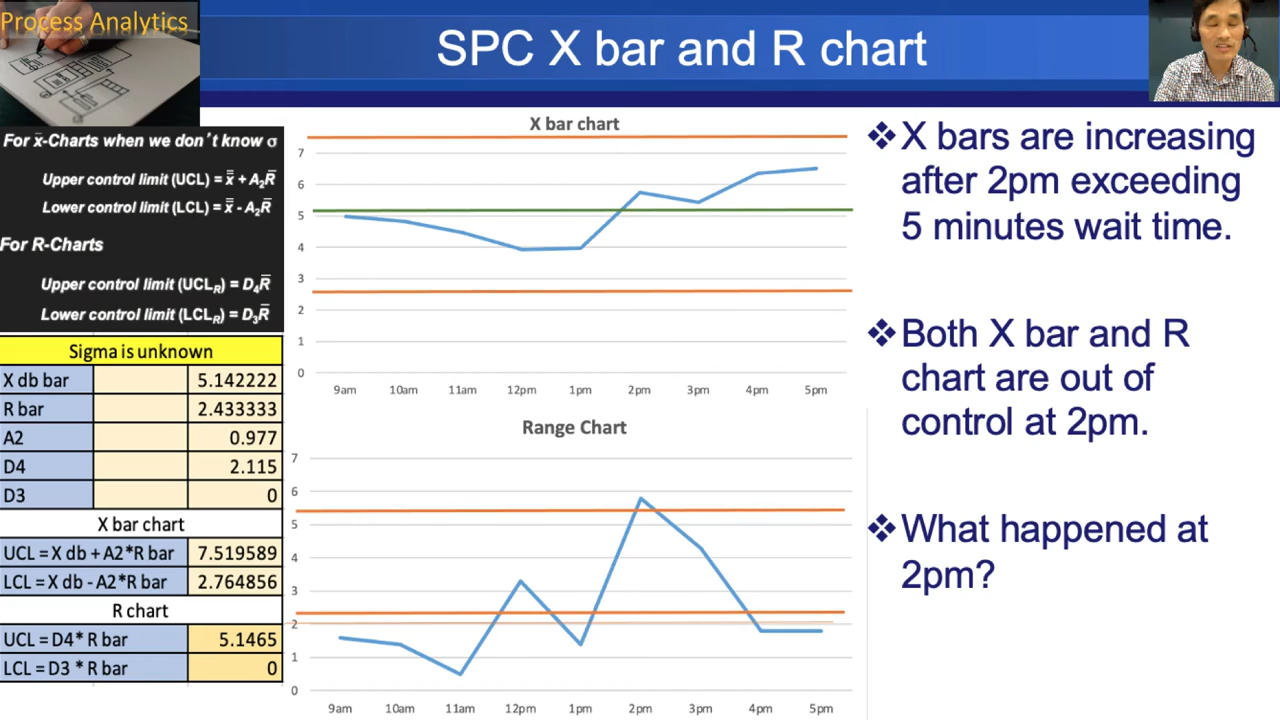 Process Analytics
SPC X bar and R chart
For x̄-Charts when we don't know σ
Upper control limit (UCL) = x̿ + A₂R̄
Lower control limit (LCL) = x̿ - A₂R̄
For R-Charts
Upper control limit (UCLR) = D₄R̄
Lower control limit (LCLR) = D₃R̄
Sigma is unknown
X db bar 5.142222
R bar 2.433333
A2 0.977
D4 2.115
D3 0
X bar chart
UCL = X db + A2*R bar 7.519589
LCL = X db - A2*R bar 2.764856
R chart
UCL = D4* R bar 5.1465
LCL = D3 * R bar 0
X bar chart
7
6
5
4
3
2
1
0
9am 10am 11am 12pm 1pm 2pm 3pm 4pm 5pm
Range Chart
7
6
5
4
3
2
1
0
9am 10am 11am 12pm 1pm 2pm 3pm 4pm 5pm
❖X bars are increasing
after 2pm exceeding
5 minutes wait time.
❖Both X bar and R
chart are out of
control at 2pm.
❖What happened at
2pm?